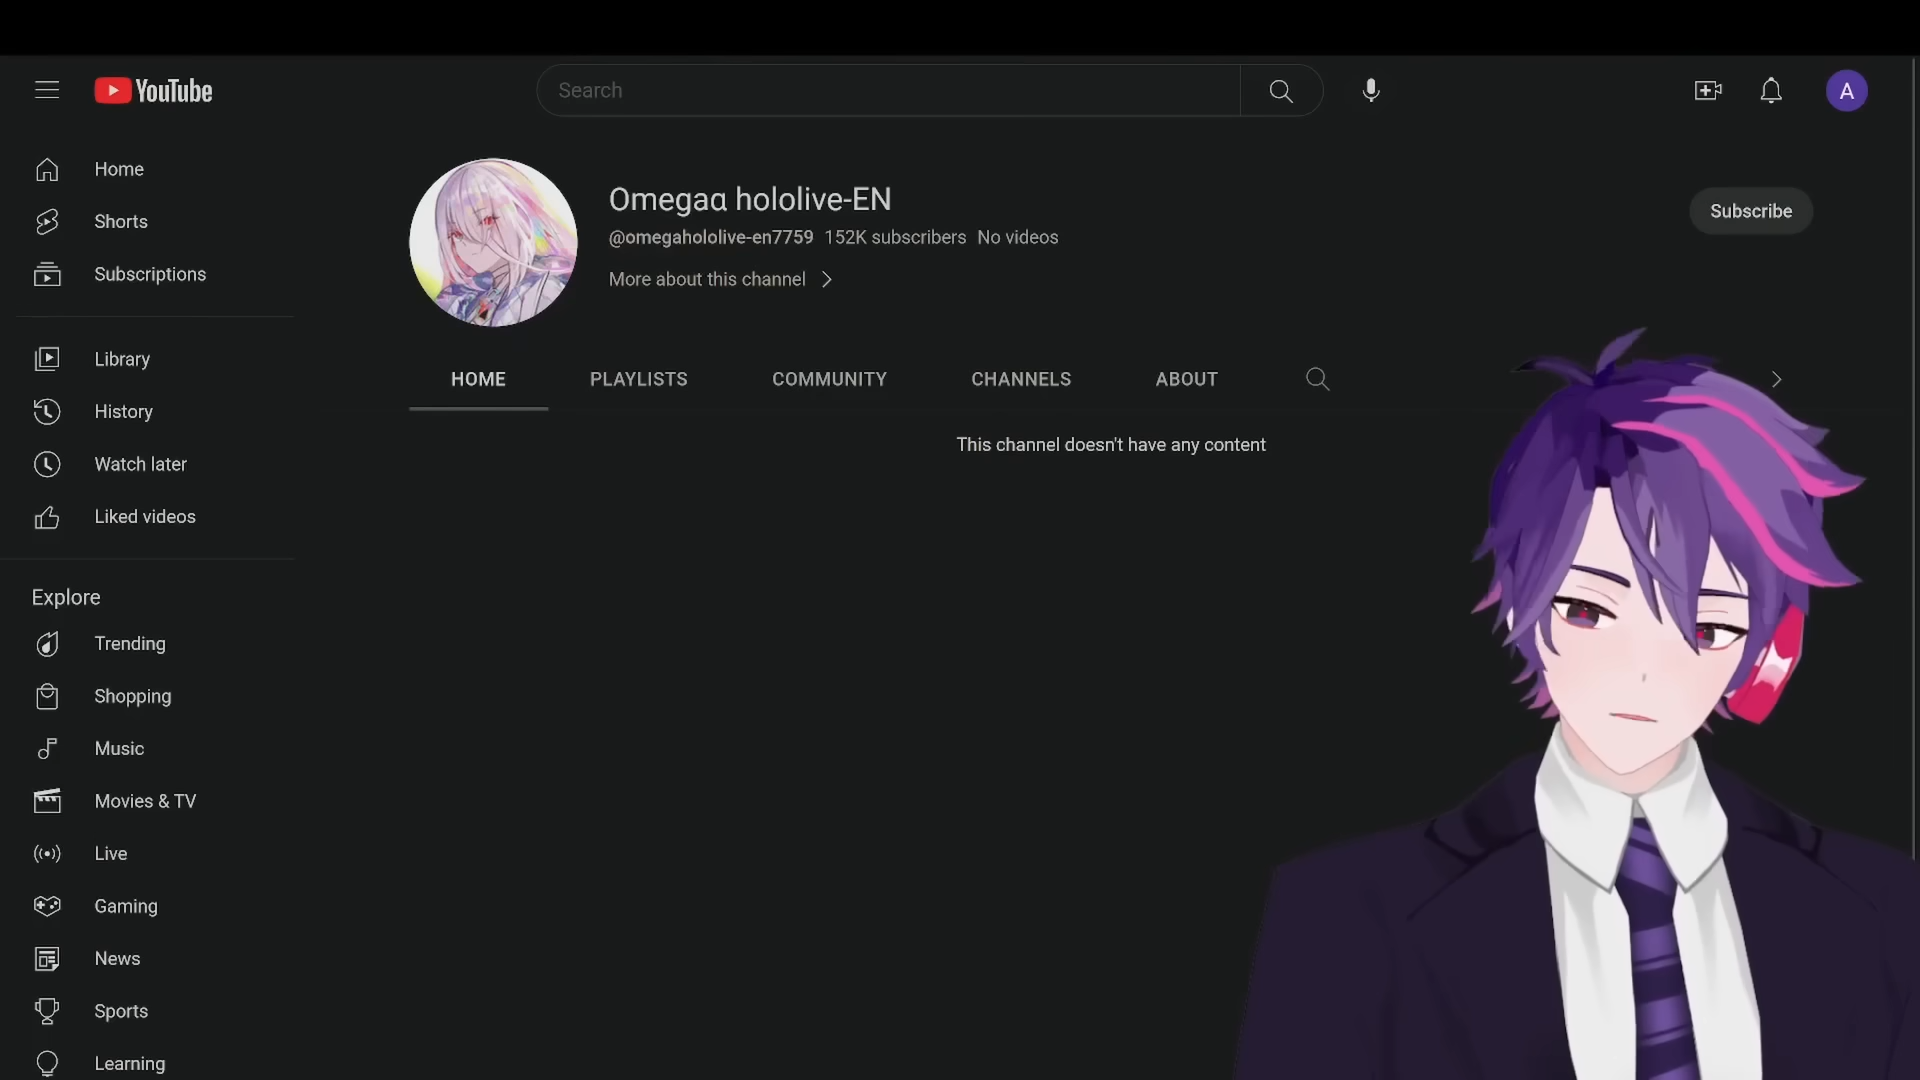 YouTube
Search
A
Home
Shorts
Subscriptions
Library
History
Watch later
Liked videos
Explore
Trending
Shopping
Music
Movies & TV
Live
Gaming
News
Sports
Learning
Omegaα hololive-EN
@omegahololive-en7759 152K subscribers No videos
More about this channel
Subscribe
HOME PLAYLISTS COMMUNITY CHANNELS ABOUT
This channel doesn't have any content